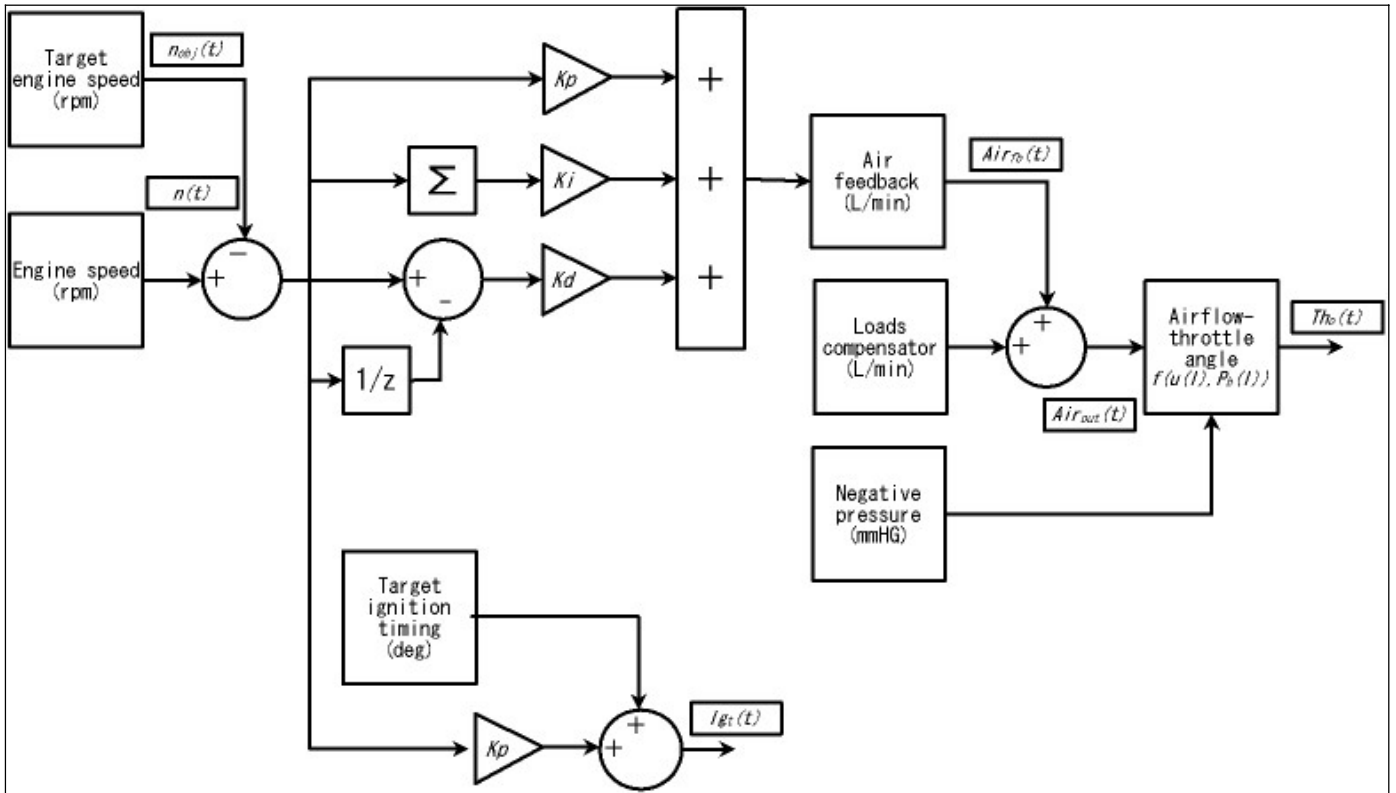 Target
engine speed
(rpm)
n_obj(t)
n(t)
Engine speed
(rpm)
−
+
Kp
Σ
Ki
+
-
Kd
1/z
+
+
+
Air
feedback
(L/min)
Air_fb(t)
Loads
compensator
(L/min)
+
+
Air_out(t)
Airflow-
throttle
angle
f(u(l),P_b(l))
Th_o(t)
Negative
pressure
(mmHG)
Target
ignition
timing
(deg)
Kp
+
+
Ig_t(t)